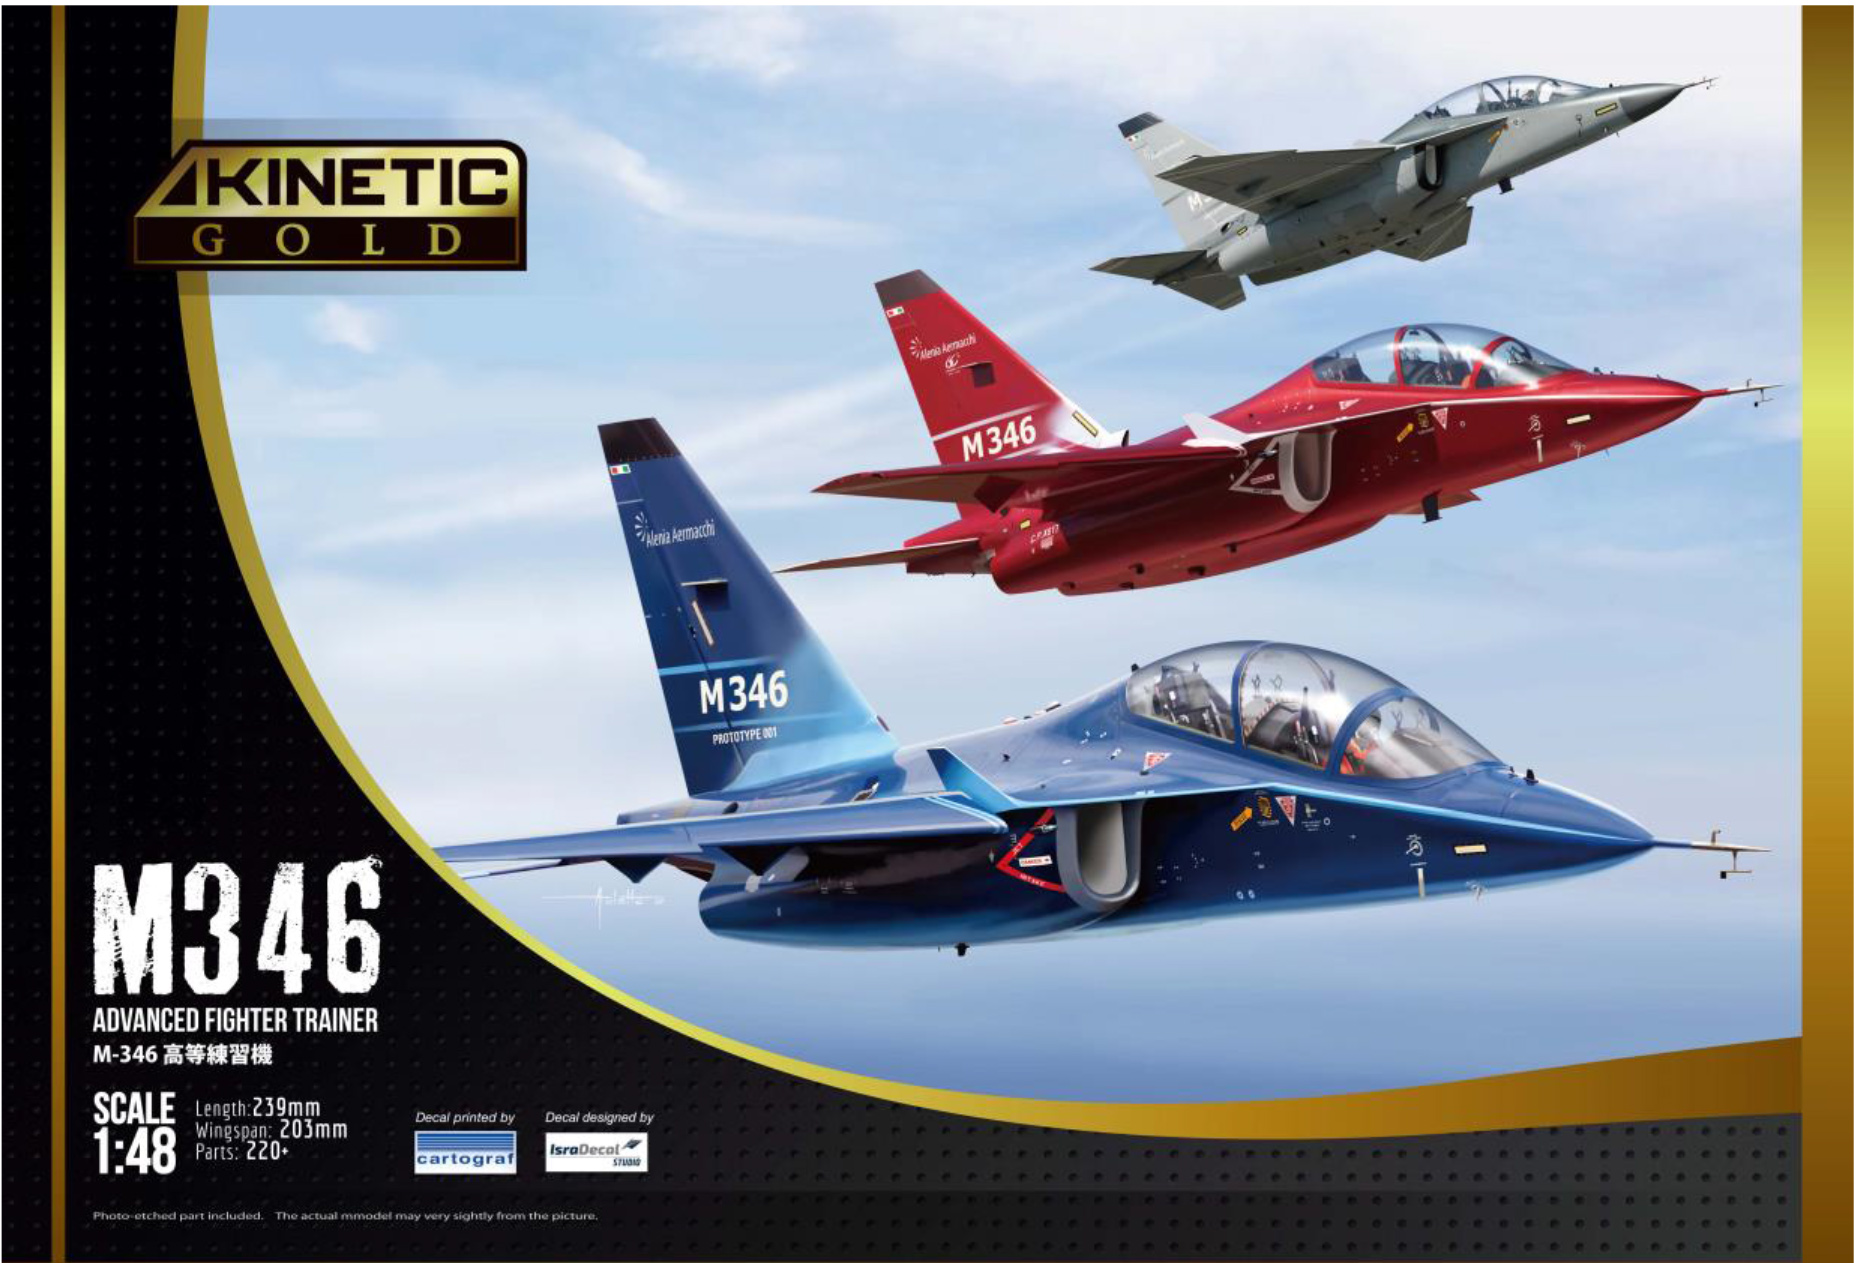 KINETIC
GOLD
Alenia Aermacchi
M346
Alenia Aermacchi
M346
PROTOTYPE 001
M346
ADVANCED FIGHTER TRAINER
M-346 高等練習機
SCALE
1:48
Length:239mm
Wingspan: 203mm
Parts: 220+
Decal printed by
cartograf
Decal designed by
IsraDecal
STUDIO
Photo-etched part included. The actual mmodel may very sightly from the picture.